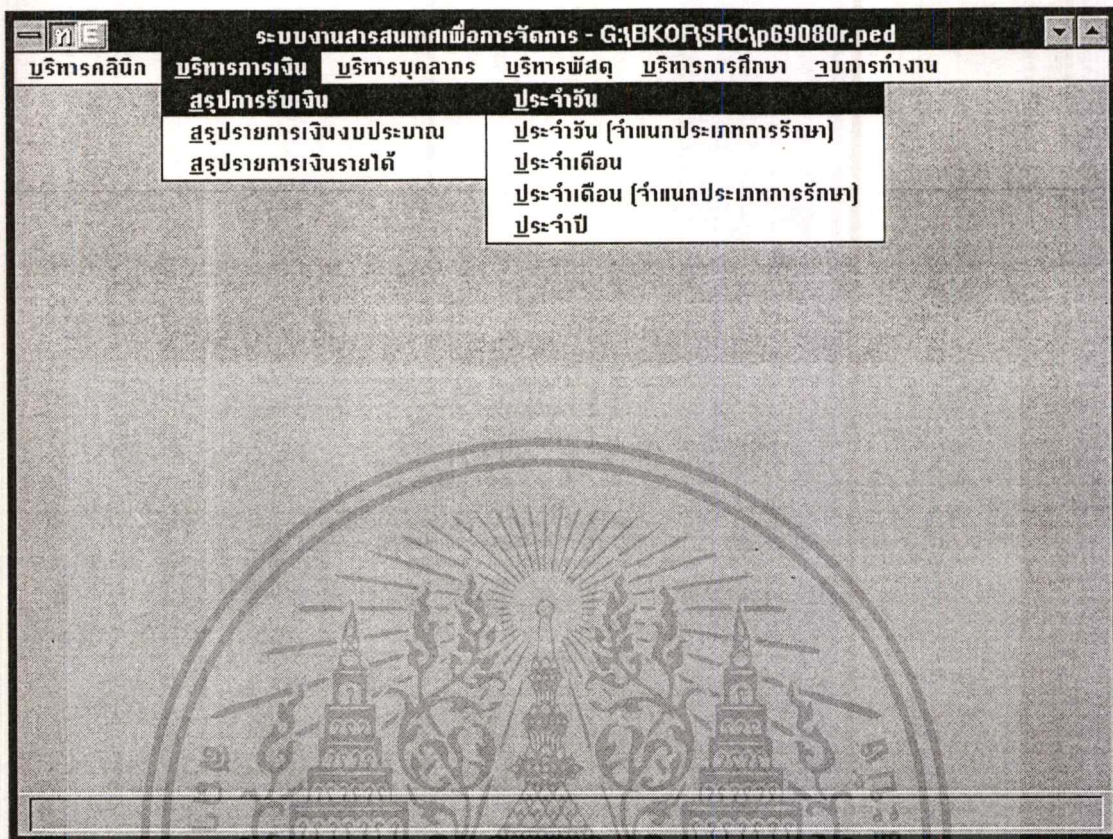 ท E ระบบงานสารสนเทศเพื่อการจัดการ - G:\BKOF\SRC\p69080r.ped
บริหารคลินิก บริหารการเงิน บริหารบุคลากร บริหารพัสดุ บริหารการศึกษา จบการทำงาน
สรุปการรับเงิน ประจำวัน
สรุปรายการเงินงบประมาณ ประจำวัน (จำแนกประเภทการรักษา)
สรุปรายการเงินรายได้ ประจำเดือน
ประจำเดือน (จำแนกประเภทการรักษา)
ประจำปี